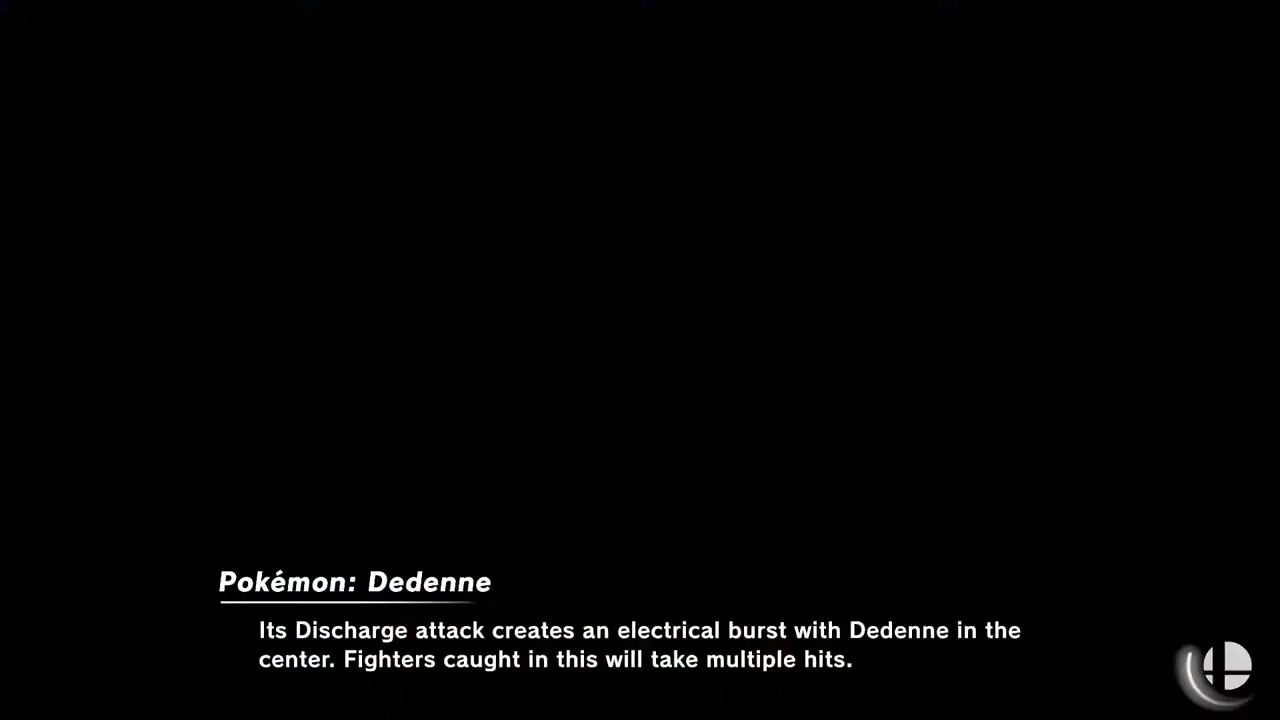 Pokémon: Dedenne
Its Discharge attack creates an electrical burst with Dedenne in the
center. Fighters caught in this will take multiple hits.